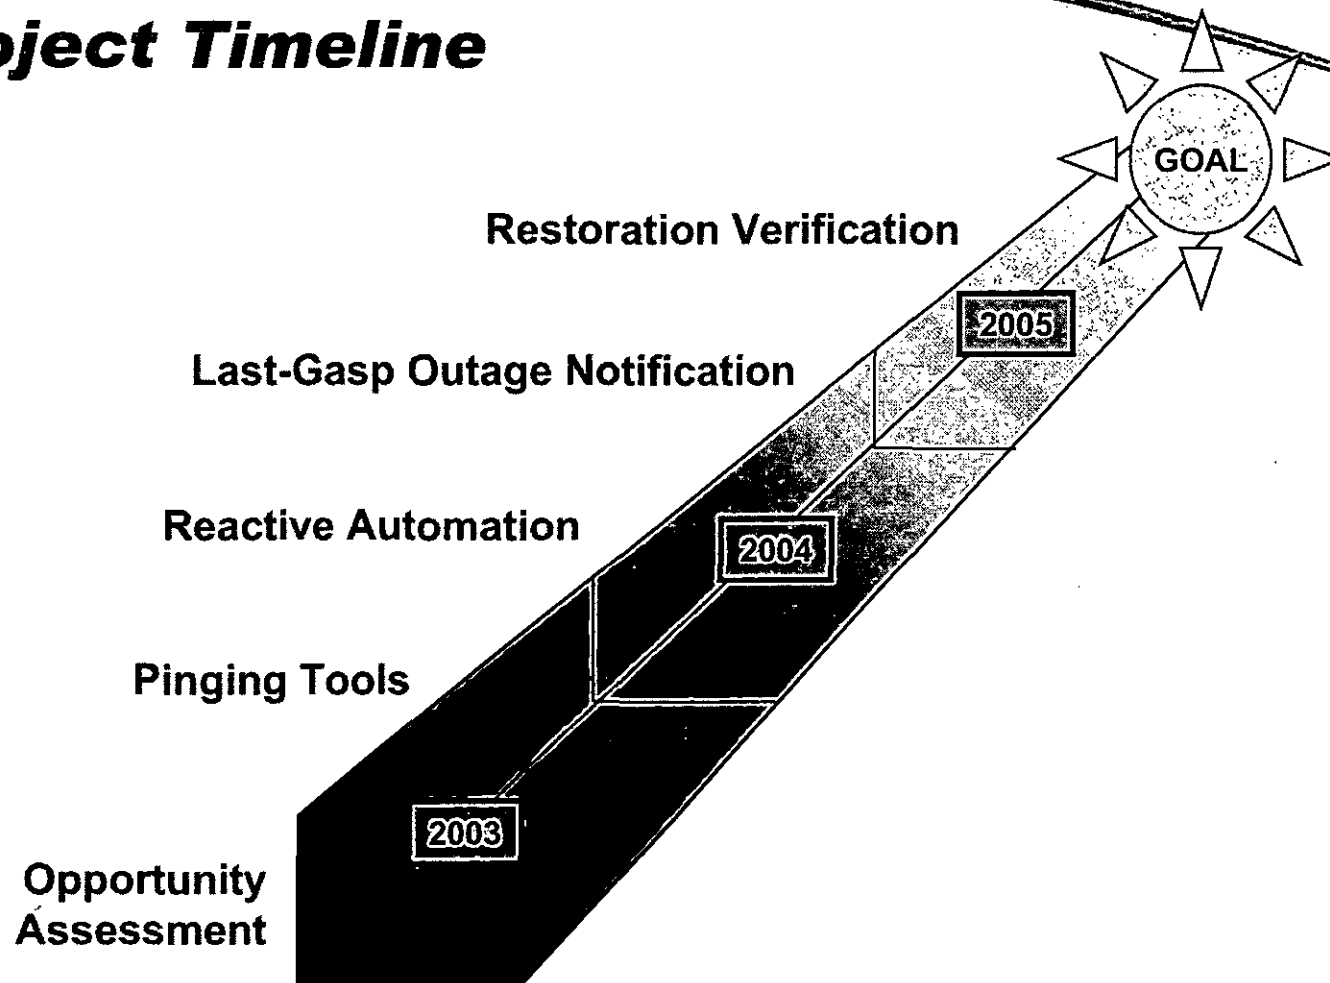 oject Timeline
GOAL
Restoration Verification
2005
Last-Gasp Outage Notification
Reactive Automation
2004
Pinging Tools
2003
Opportunity
Assessment